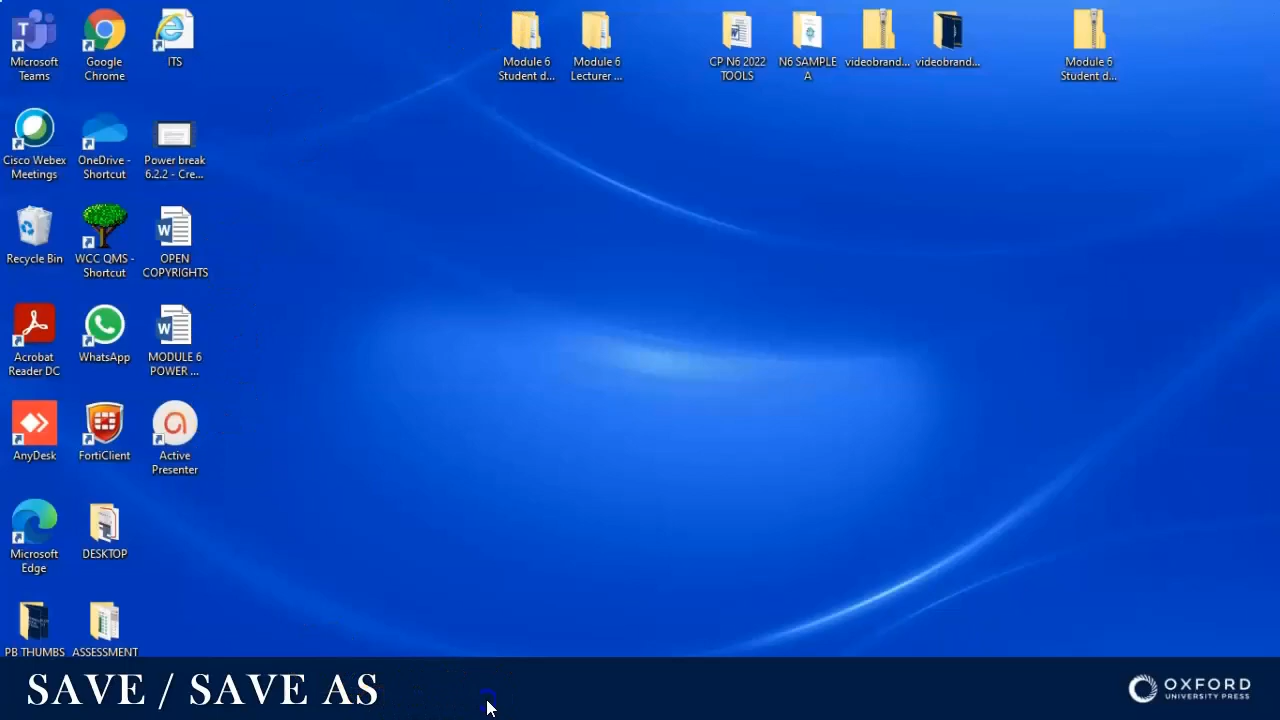 Microsoft
Teams
Google
Chrome
ITS
Module 6
Student d...
Module 6
Lecturer ...
CP N6 2022
TOOLS
N6 SAMPLE
A
videobrand...
videobrand...
Module 6
Student d...
Cisco Webex
Meetings
OneDrive -
Shortcut
Power break
6.2.2 - Cre...
Recycle Bin
WCC QMS -
Shortcut
OPEN
COPYRIGHTS
Acrobat
Reader DC
WhatsApp
MODULE 6
POWER ...
AnyDesk
FortiClient
Active
Presenter
Microsoft
Edge
DESKTOP
PB THUMBS
ASSESSMENT
SAVE / SAVE AS
OXFORD
UNIVERSITY PRESS